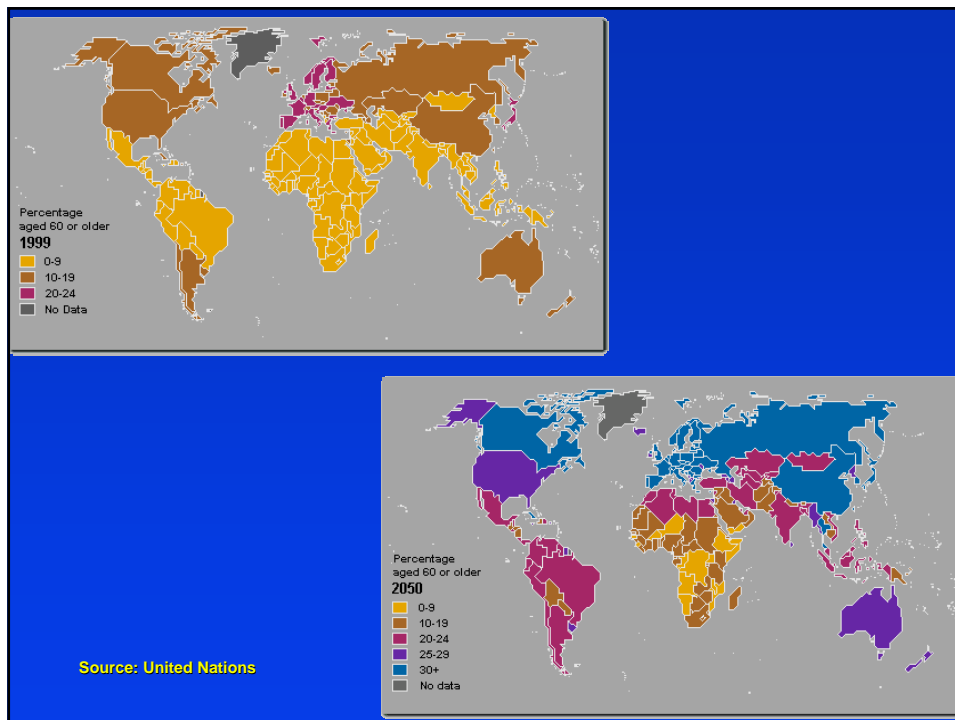 Percentage
aged 60 or older
1999
0-9
10-19
20-24
No Data
Percentage
aged 60 or older
2050
0-9
10-19
20-24
25-29
30+
No data
Source: United Nations